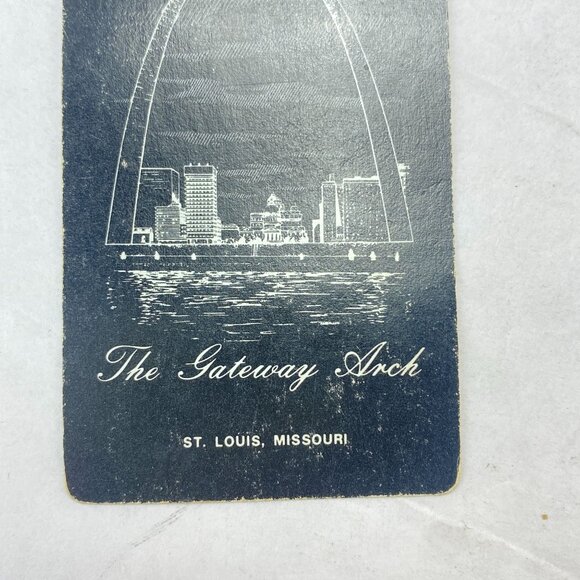 The Gateway Arch
ST. LOUIS, MISSOURI